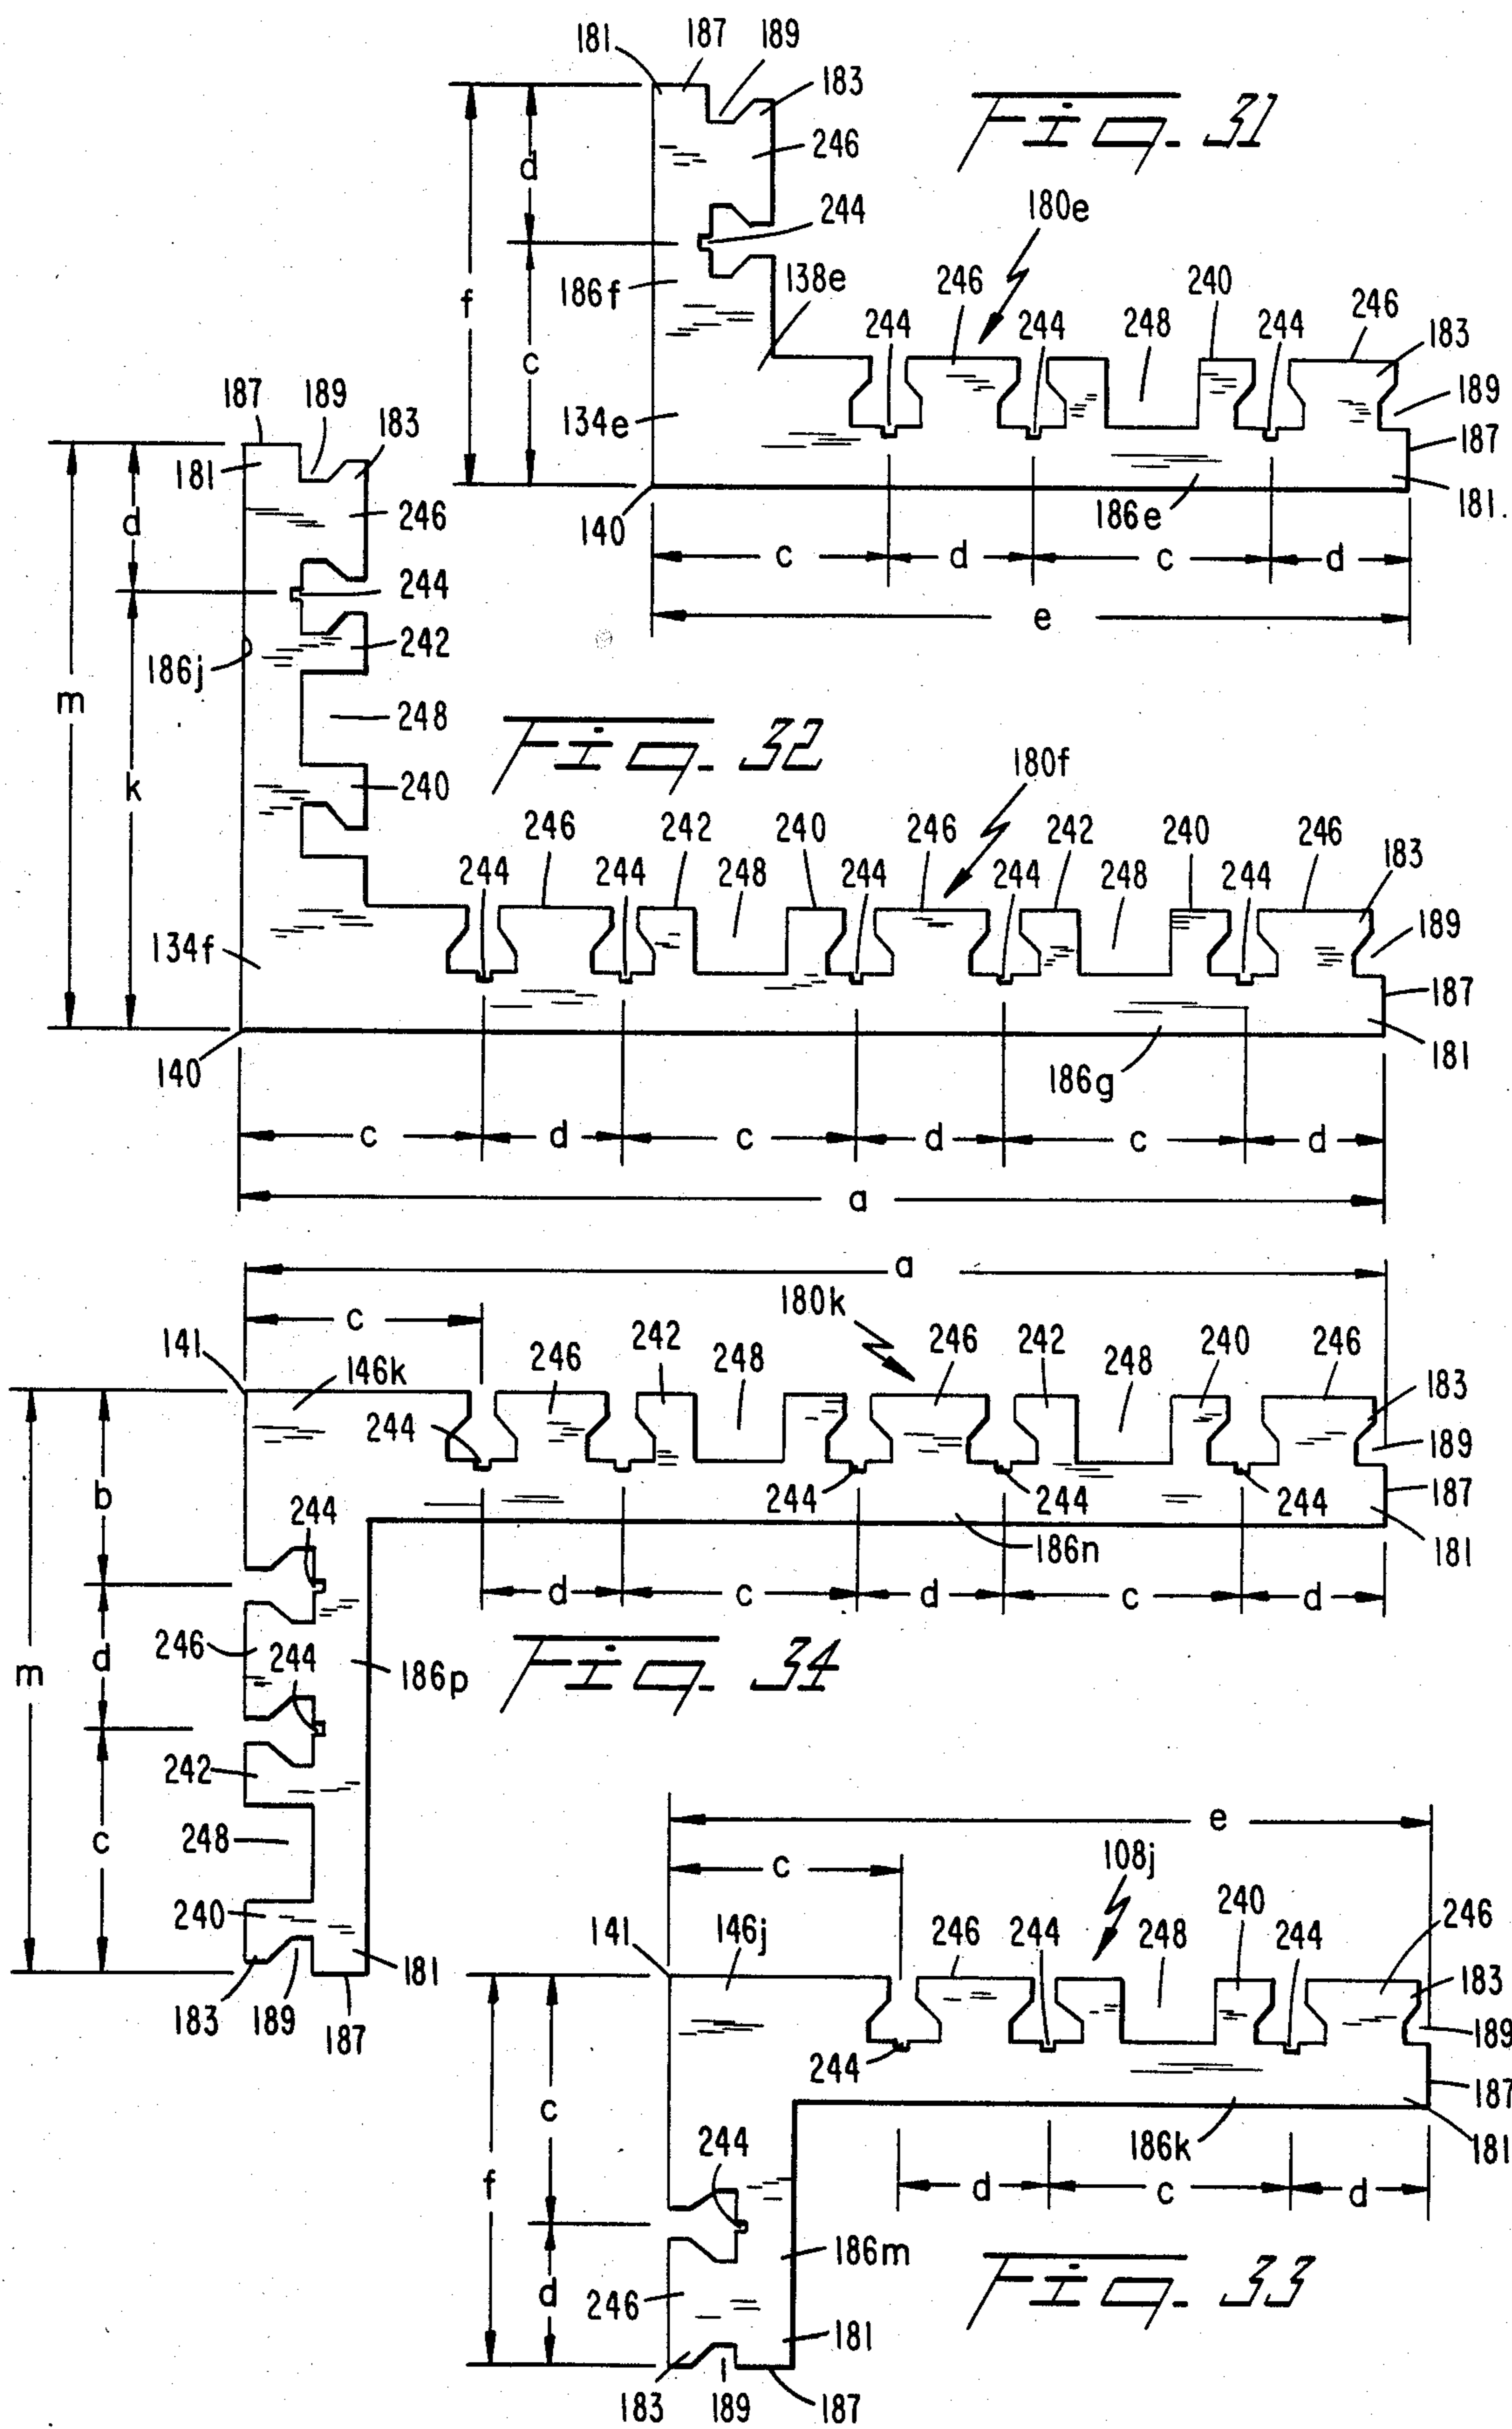 181 187 189 183
Fig. 31
246
244
180e
186f 138e
246 240 246
244 244 248 244 183
189
134e
187
140 186e 181.
f d c
c d c d
e
187 189 183
181
246
244
242
186j
248
240
m d k
Fig. 32
180f
246 242 240 246 242 240 246
244 244 248 244 244 248 244 183
189
134f
187
181
140 186g
c d c d c d
a
a
c 180k
141 146k
246 242 248 246 242 248 240 246
183
244 189
244 244 244 187
186n 181
b 244
d c d c d
246 244 186p
m d
Fig. 34
242
c 248
240 181
183 189 187
e
c 108j
141 146j
246 244 248 240 244 246
183
189
244
187
186k 181
c 244
d c d
f 186m
d 246
181
Fig. 33
183 189 187